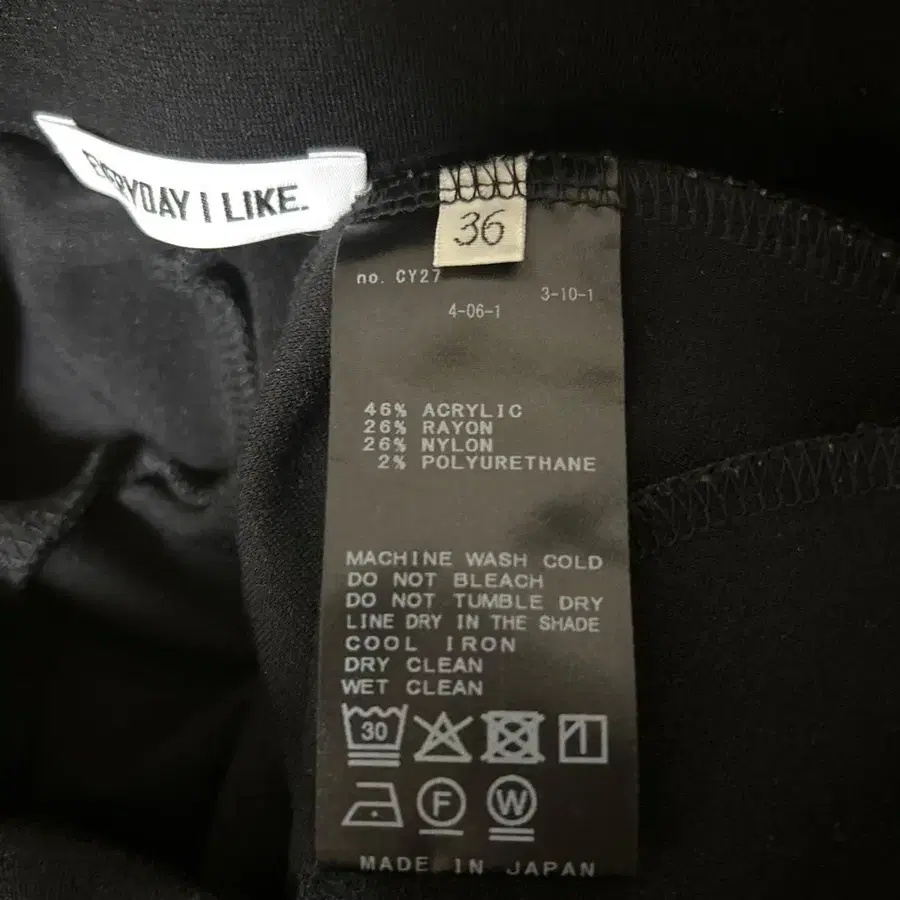 EVERYDAY I LIKE.
36
no. CY27
4-06-1
3-10-1
46% ACRYLIC
26% RAYON
26% NYLON
2% POLYURETHANE
MACHINE WASH COLD
DO NOT BLEACH
DO NOT TUMBLE DRY
LINE DRY IN THE SHADE
COOL IRON
DRY CLEAN
WET CLEAN
30
F W
MADE IN JAPAN